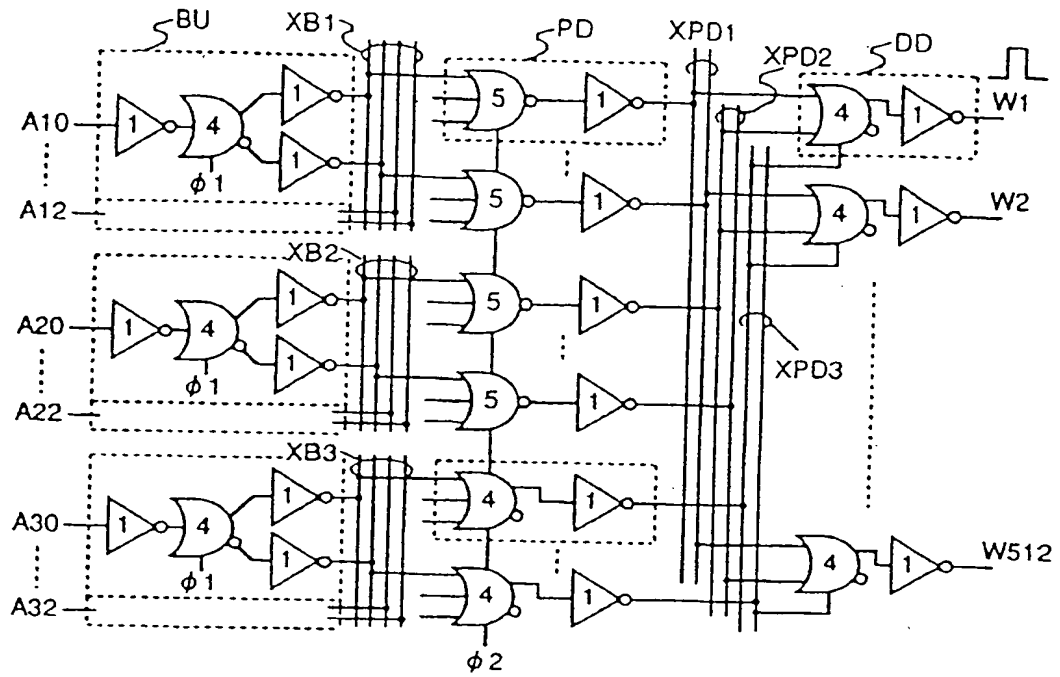 BU XB1 PD XPD1 XPD2 DD
A10 1 4 1 1 φ1 5 1 4 1 W1
A12 5 1 4 1 W2
XB2
A20 1 4 1 1 φ1 5 1
XPD3
A22 5 1
XB3
A30 1 4 1 1 φ1 4 1
A32 4 1 4 1 W512
φ2